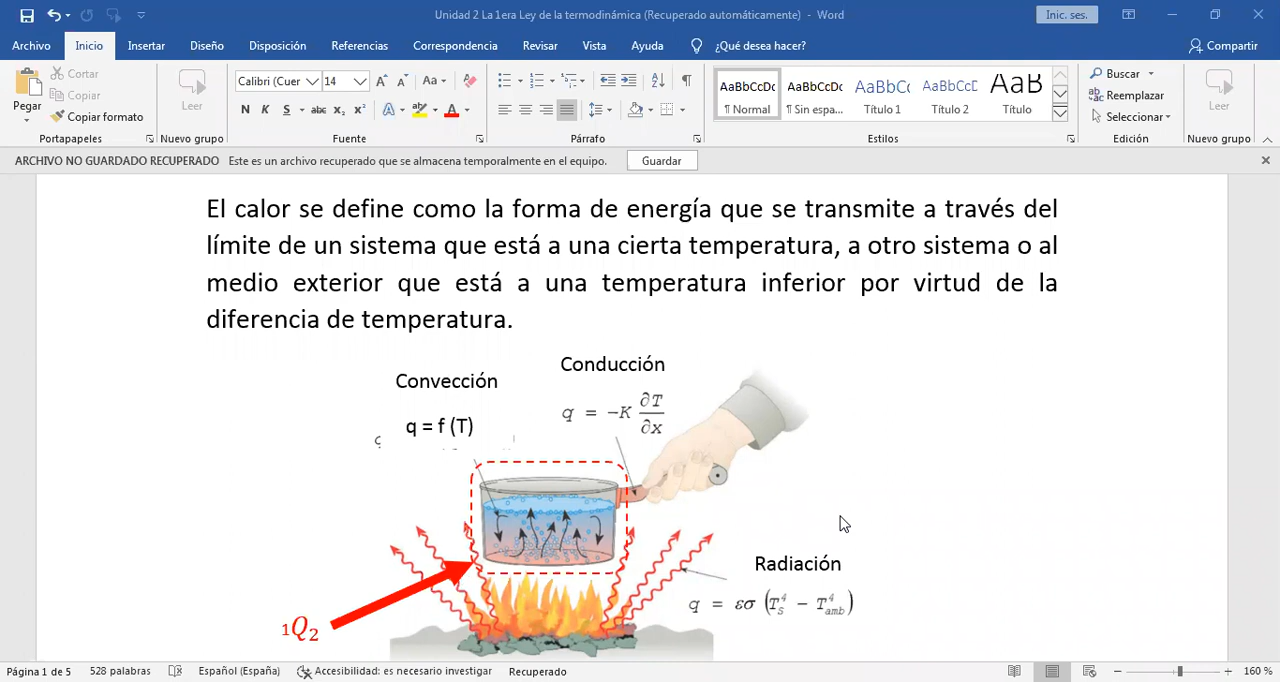 Unidad 2 La 1era Ley de la termodinámica (Recuperado automáticamente) - Word
Inic. ses.
Archivo Inicio Insertar Diseño Disposición Referencias Correspondencia Revisar Vista Ayuda ¿Qué desea hacer? Compartir
Pegar
Cortar
Copiar
Copiar formato
Portapapeles
Leer
Nuevo grupo
Calibri (Cuer 14
N K S abc x₂ x²
Fuente
Párrafo
AaBbCcDc AaBbCcDc AaBbCc AaBbCcD AaB
¶ Normal ¶ Sin espa... Título 1 Título 2 Título
Estilos
Buscar
Reemplazar
Seleccionar
Edición
Leer
Nuevo grupo
ARCHIVO NO GUARDADO RECUPERADO Este es un archivo recuperado que se almacena temporalmente en el equipo. Guardar
El calor se define como la forma de energía que se transmite a través del
límite de un sistema que está a una cierta temperatura, a otro sistema o al
medio exterior que está a una temperatura inferior por virtud de la
diferencia de temperatura.
Conducción
q = −K ∂T/∂x
Convección
q = f (T)
Radiación
q = εσ (T_s^4 − T_amb^4)
₁Q₂
Página 1 de 5 528 palabras Español (España) Accesibilidad: es necesario investigar Recuperado 160 %